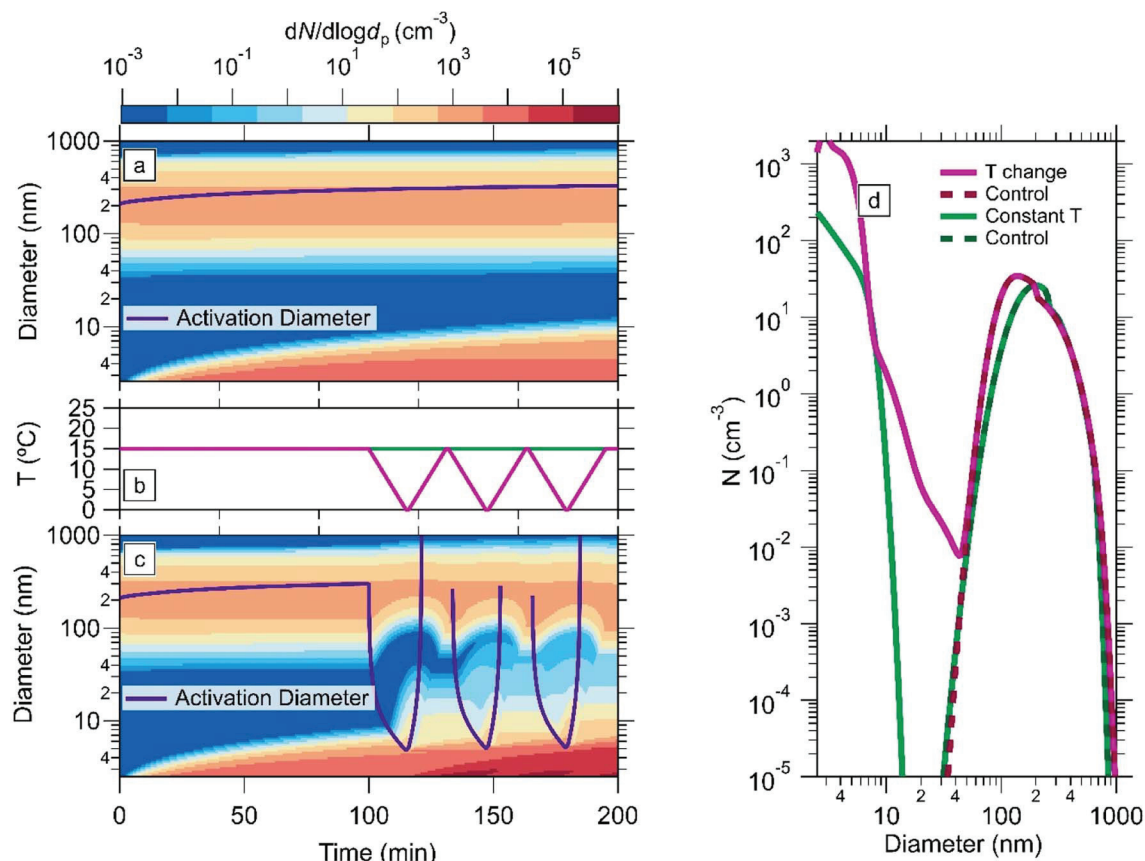 dN/dlogdp (cm⁻³)
10⁻³ 10⁻¹ 10¹ 10³ 10⁵
a
1000
4
2
100
4
2
10
4
Diameter (nm)
Activation Diameter
b
25
20
15
10
5
0
T (ºC)
c
1000
4
2
100
4
2
10
4
Diameter (nm)
Activation Diameter
0 50 100 150 200
Time (min)
d
T change
Control
Constant T
Control
10³
10²
10¹
10⁰
10⁻¹
10⁻²
10⁻³
10⁻⁴
10⁻⁵
N (cm⁻³)
4 10 2 4 100 2 4 1000
Diameter (nm)